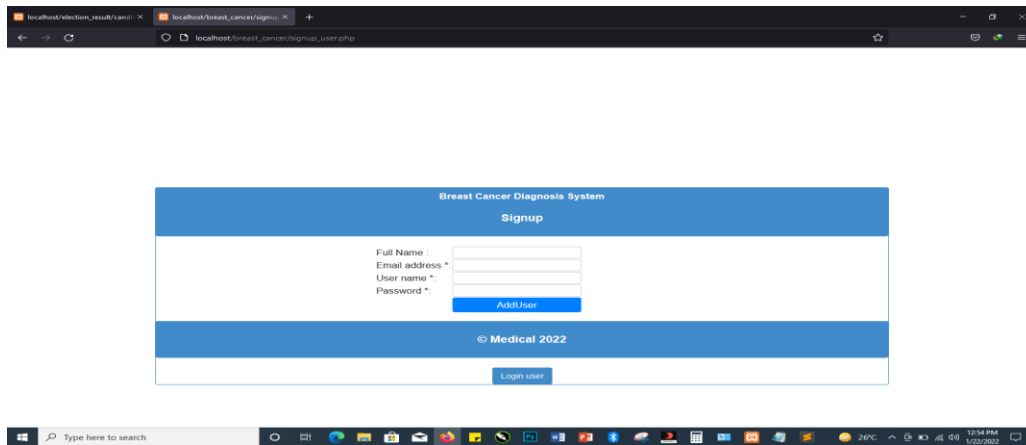 localhost/election_result/candi
localhost/breast_cancer/signup
localhost/breast_cancer/signup_user.php
Breast Cancer Diagnosis System
Signup
Full Name :
Email address *:
User name *:
Password *:
AddUser
© Medical 2022
Login user
Type here to search
26°C
12:54 PM
1/22/2022